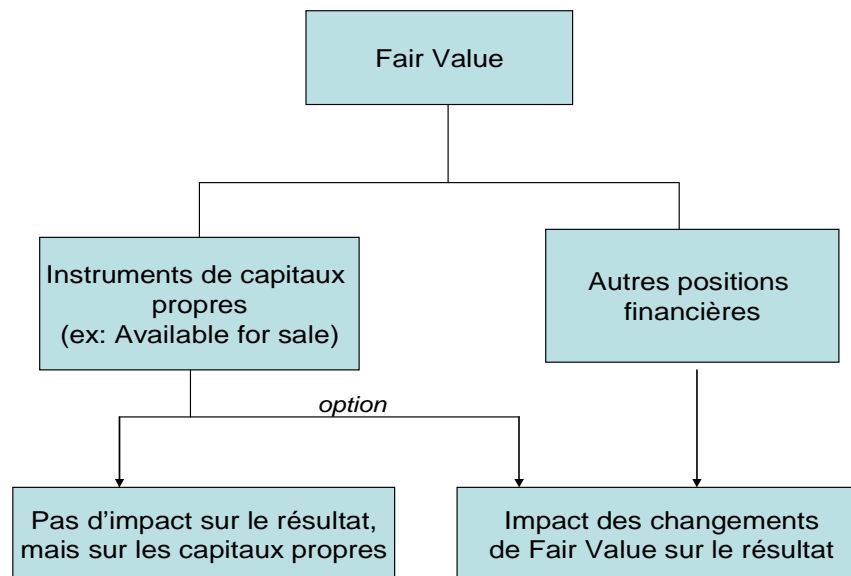 Fair Value
Instruments de capitaux
propres
(ex: Available for sale)
Autres positions
financières
option
Pas d'impact sur le résultat,
mais sur les capitaux propres
Impact des changements
de Fair Value sur le résultat